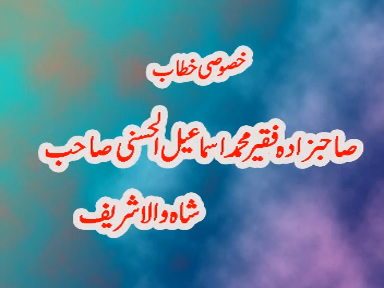 خصوصی خطاب
صاحبزادہ فقیر محمد اسماعیل الحسنی صاحب
شاہ والا شریف